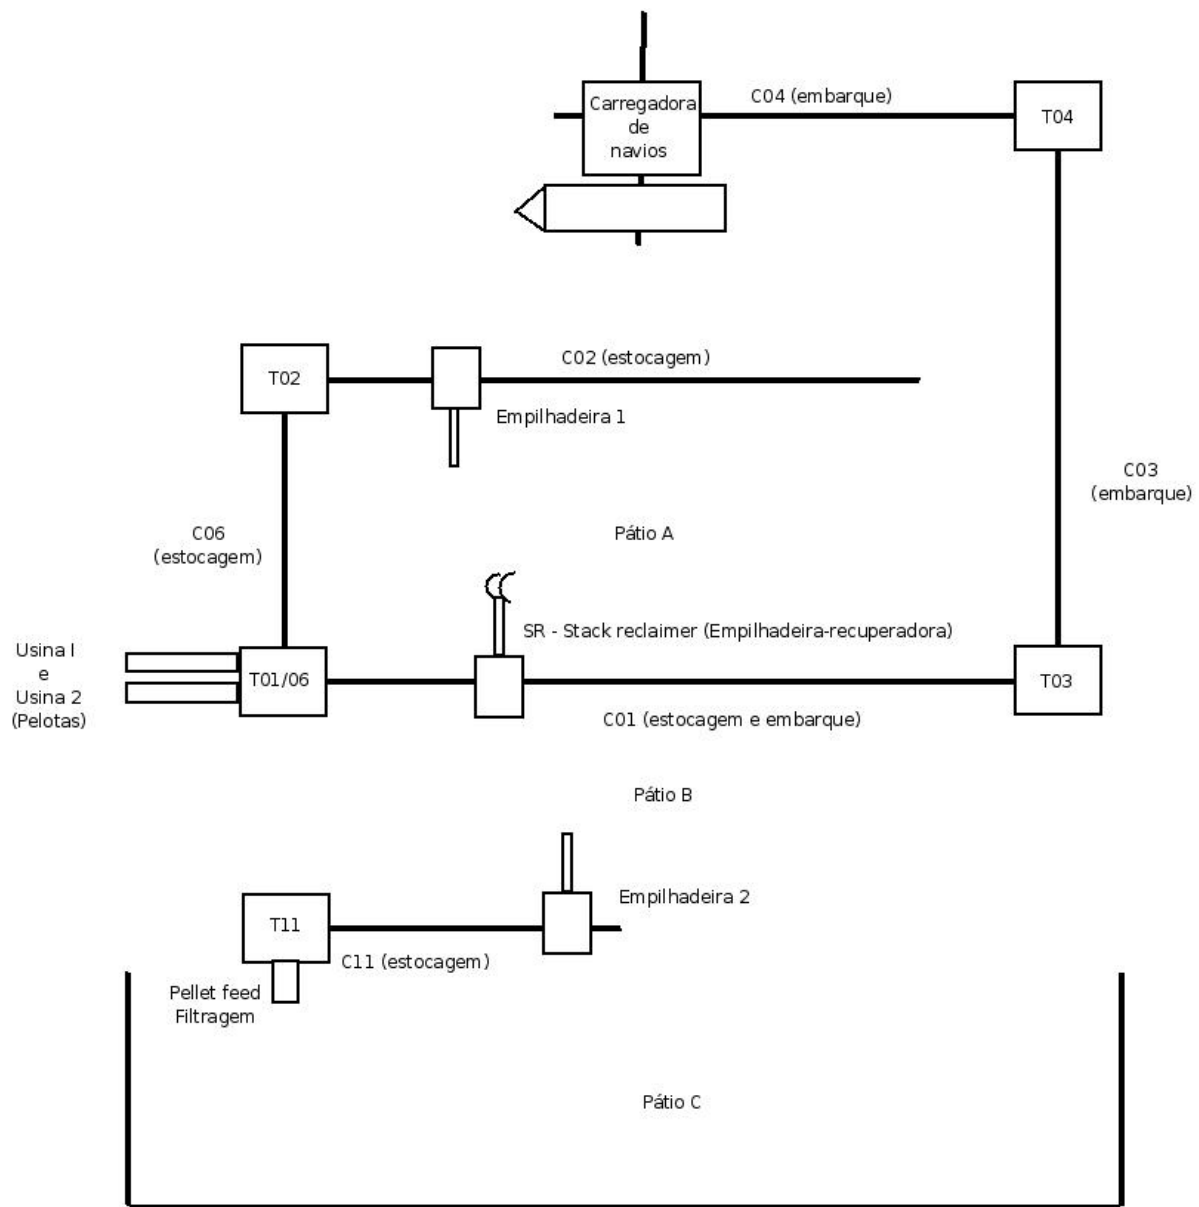 Carregadora
de
navios
C04 (embarque)
T04
T02
C02 (estocagem)
Empilhadeira 1
C03
(embarque)
C06
(estocagem)
Pátio A
SR - Stack reclaimer (Empilhadeira-recuperadora)
Usina I
e
Usina 2
(Pelotas)
T01/06
T03
C01 (estocagem e embarque)
Pátio B
Empilhadeira 2
T11
C11 (estocagem)
Pellet feed
Filtragem
Pátio C